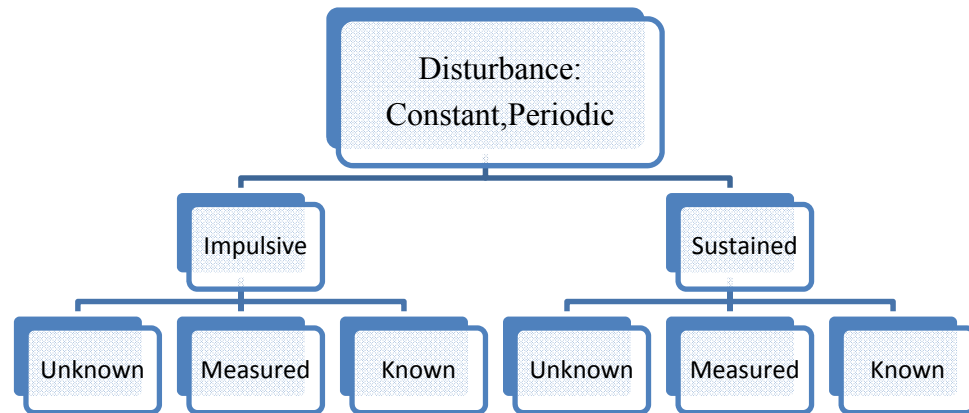 Disturbance:
Constant,Periodic
Impulsive
Sustained
Unknown
Measured
Known
Unknown
Measured
Known